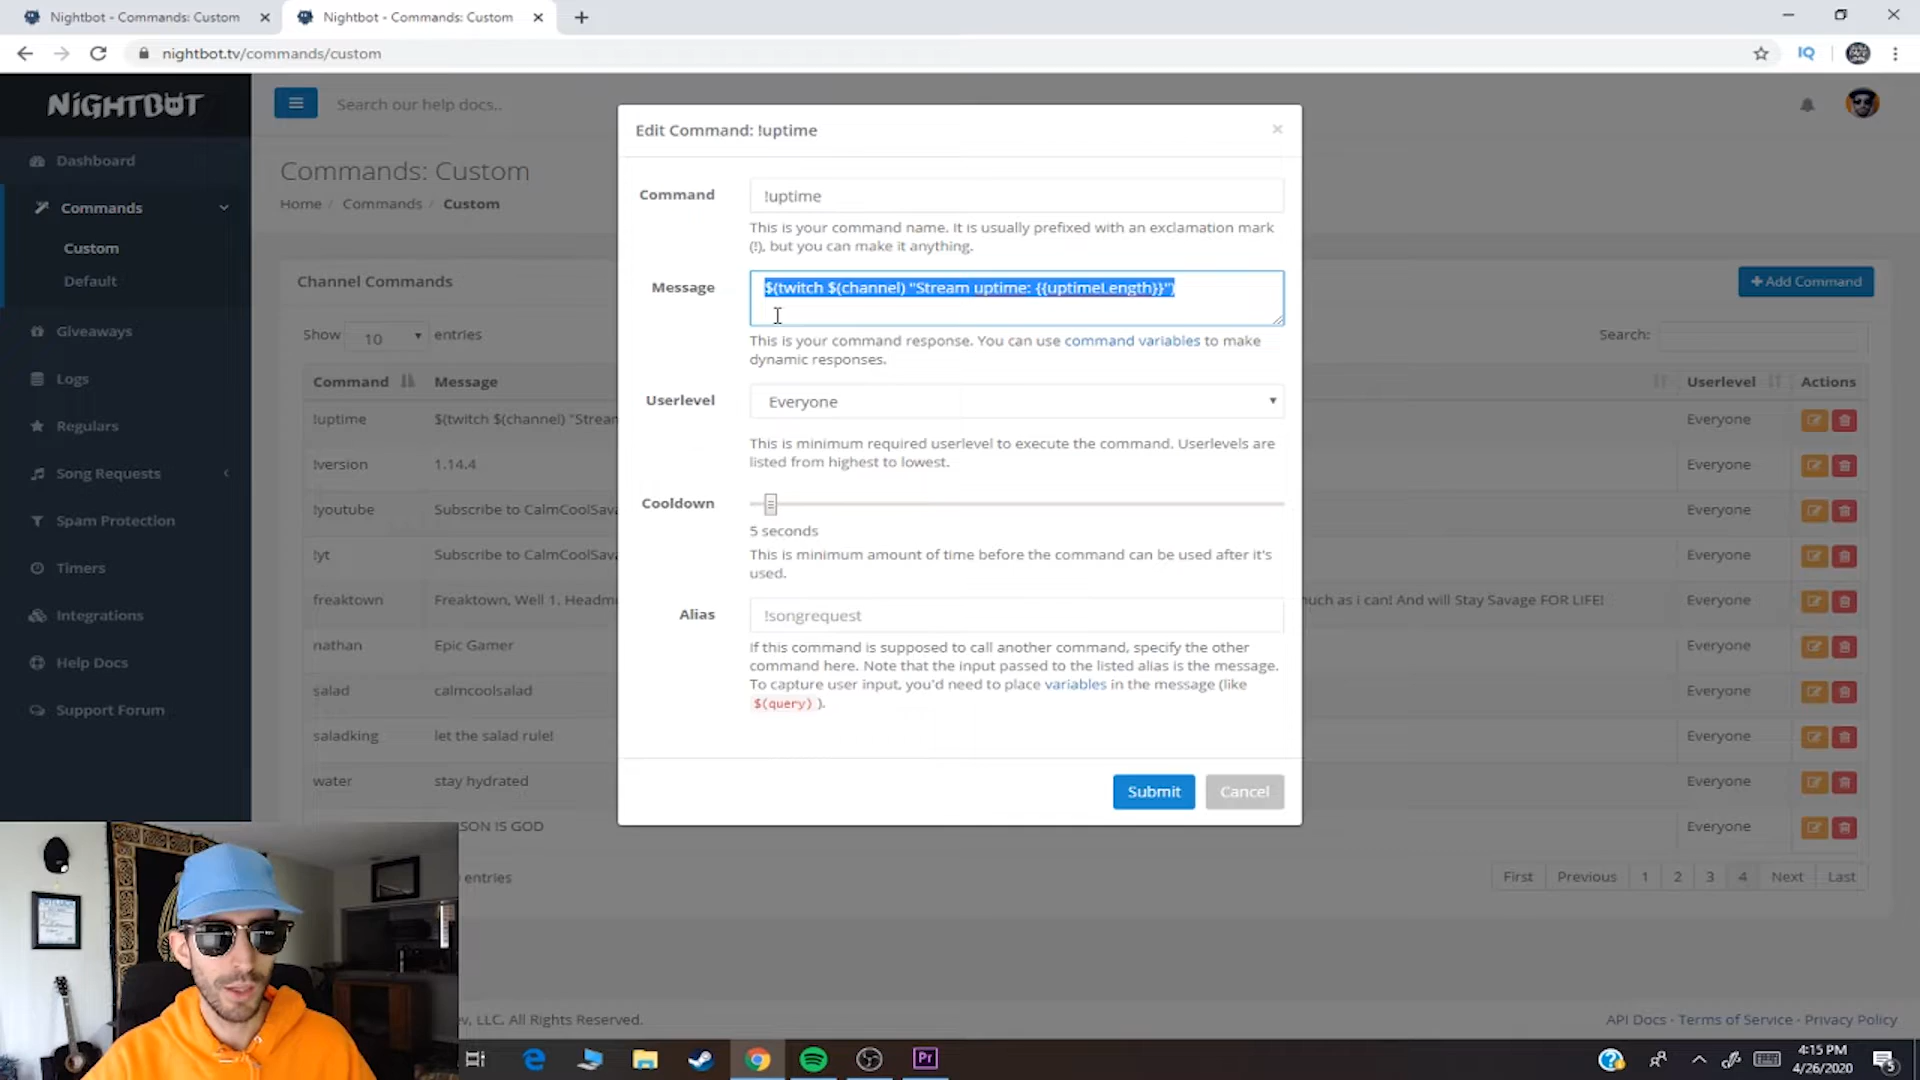 Nightbot - Commands: Custom
Nightbot - Commands: Custom
nightbot.tv/commands/custom
IQ
NIGHTBOT
Search our help docs..
Dashboard
Commands
Custom
Default
Giveaways
Logs
Regulars
Song Requests
Spam Protection
Timers
Integrations
Help Docs
Support Forum
Commands: Custom
Home / Commands / Custom
Channel Commands
Add Commands
Show 10 entries
Search:
Command Message Userlevel Actions
!uptime $(twitch $(channel) "Strea Everyone
!version 1.14.4 Everyone
!youtube Subscribe to CalmCoolSav Everyone
!yt Subscribe to CalmCoolSav Everyone
freaktown Freaktown, Well 1. Headm uch as i can! And will Stay Savage FOR LIFE! Everyone
nathan Epic Gamer Everyone
salad calmcoolsalad Everyone
saladking let the salad rule! Everyone
water stay hydrated Everyone
SON IS GOD Everyone
entries
First Previous 1 2 3 4 Next Last
Edit Command: !uptime
Command
!uptime
This is your command name. It is usually prefixed with an exclamation mark
(!), but you can make it anything.
Message
$(twitch $(channel) "Stream uptime: {{uptimeLength}}")
This is your command response. You can use command variables to make
dynamic responses.
Userlevel
Everyone
This is minimum required userlevel to execute the command. Userlevels are
listed from highest to lowest.
Cooldown
5 seconds
This is minimum amount of time before the command can be used after it's
used.
Alias
!songrequest
If this command is supposed to call another command, specify the other
command here. Note that the input passed to the listed alias is the message.
To capture user input, you'd need to place variables in the message (like
$(query) ).
Submit
Cancel
v, LLC. All Rights Reserved.
API Docs - Terms of Service - Privacy Policy
Pr
4:15 PM
4/26/2020
5